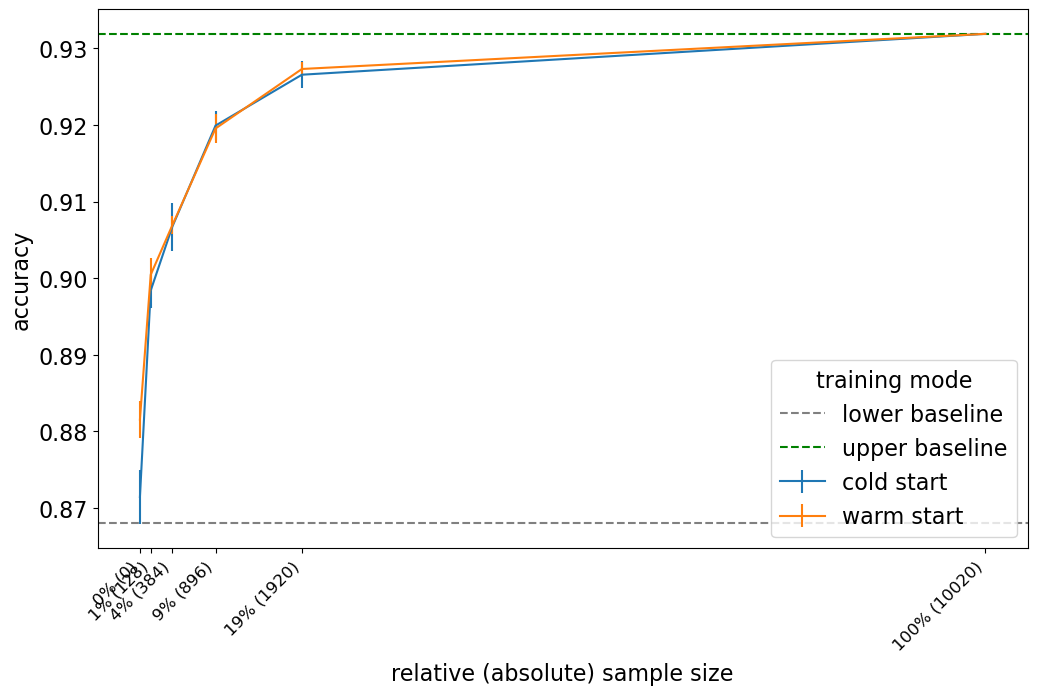 0.93
0.92
0.91
0.90
0.89
0.88
0.87
accuracy
training mode
lower baseline
upper baseline
cold start
warm start
0% (0)
1% (128)
4% (384)
9% (896)
19% (1920)
100% (10020)
relative (absolute) sample size